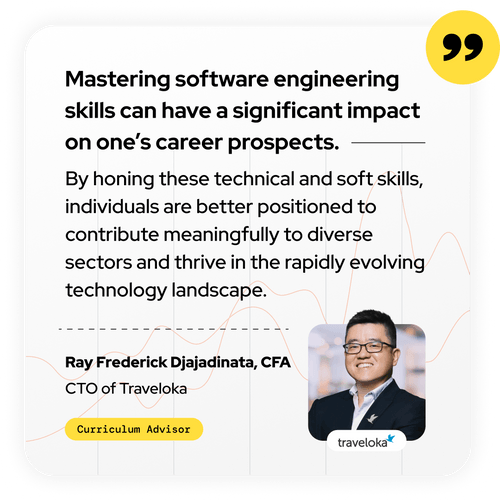 Mastering software engineering
skills can have a significant impact
on one’s career prospects.
By honing these technical and soft skills,
individuals are better positioned to
contribute meaningfully to diverse
sectors and thrive in the rapidly evolving
technology landscape.
Ray Frederick Djajadinata, CFA
CTO of Traveloka
Curriculum Advisor
traveloka